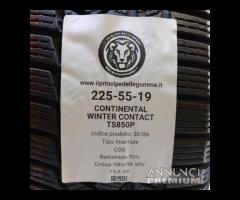 www.ilprincipedellegomme.it
225-55-19
CONTINENTAL
WINTER CONTACT
TS850P
codice prodotto: 36766
Tipo: Invernale
COD:
Battistrada: 90%
ANNUNCI
PREMIUM